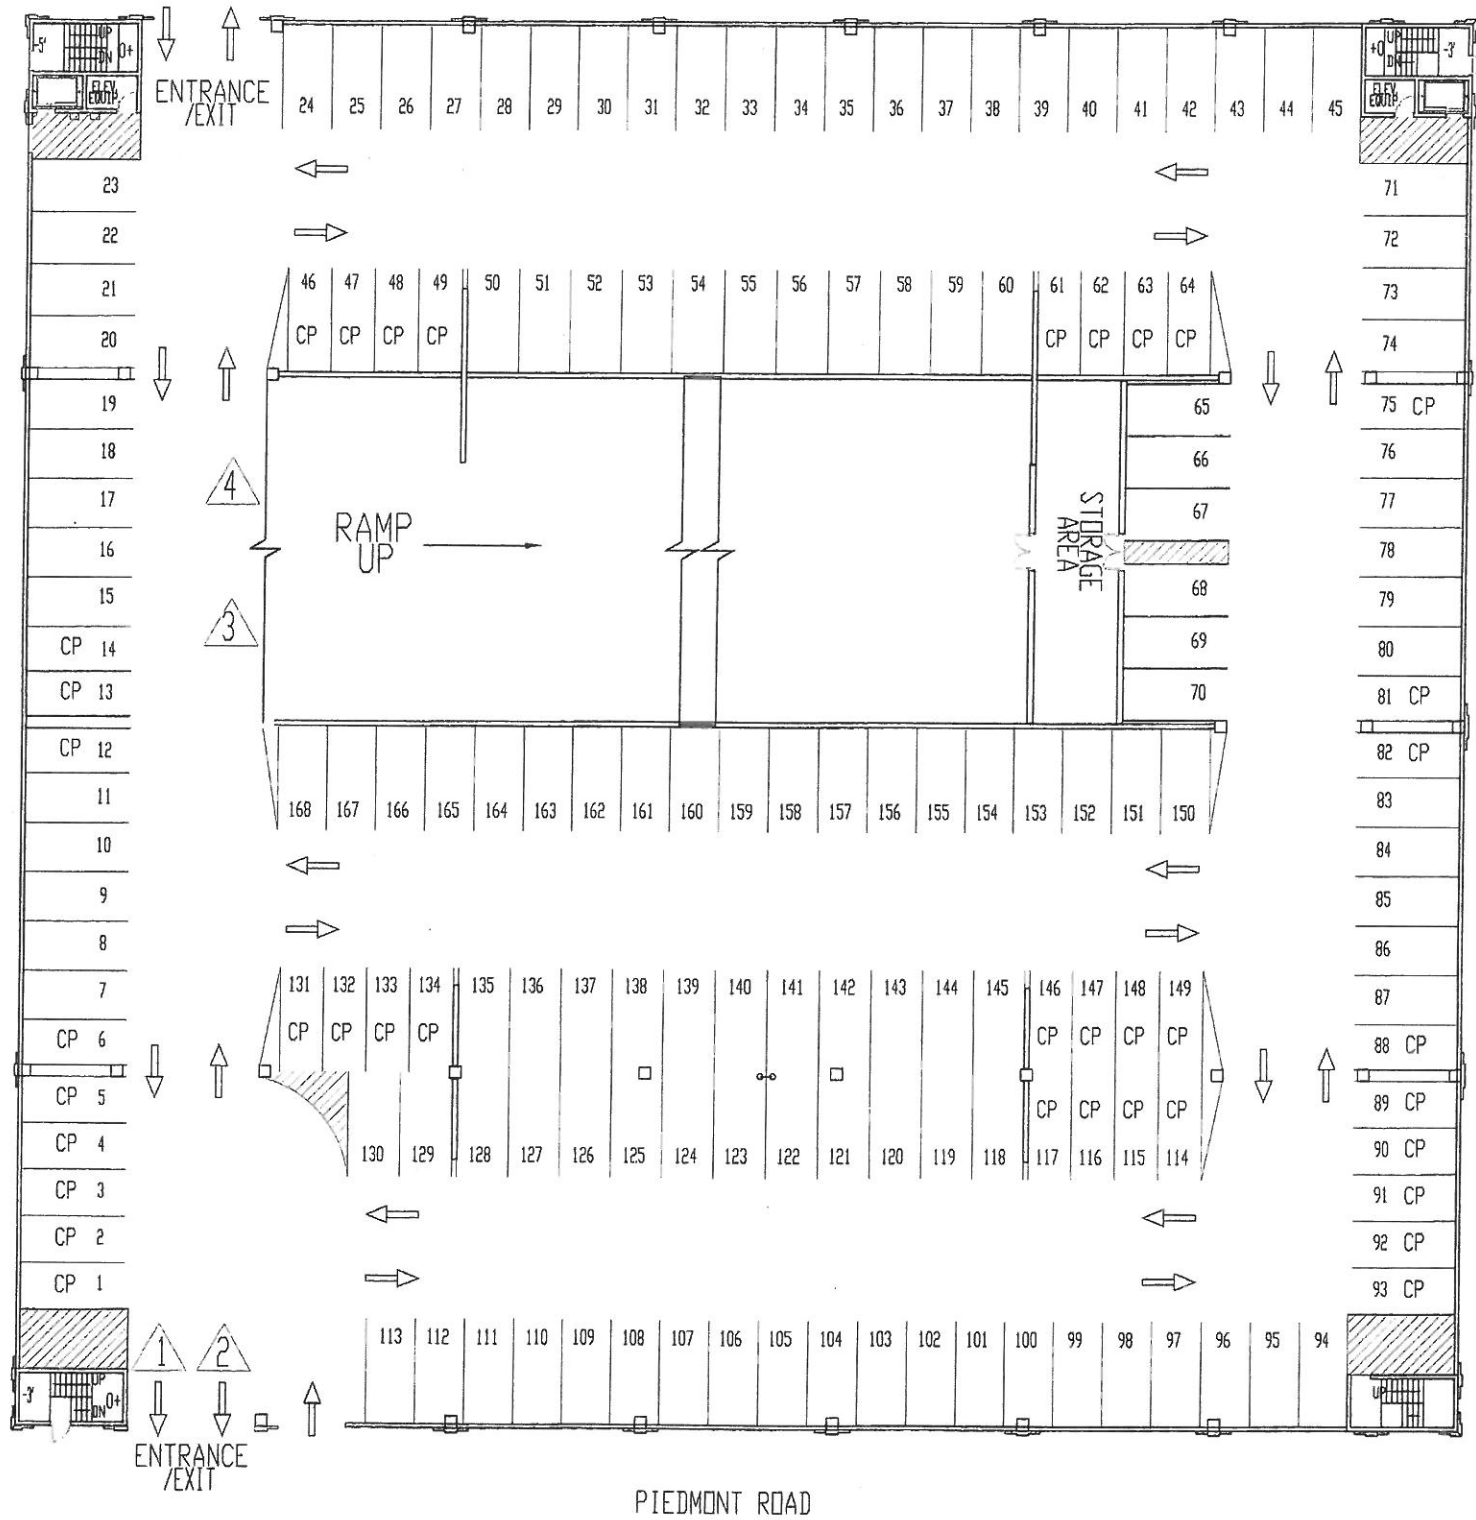 -5' UP DN 0+
ELEV EQUIP
ENTRANCE
/EXIT
24 25 26 27 28 29 30 31 32 33 34 35 36 37 38 39 40 41 42 43 44 45
+0 UP DN -3'
ELEV EQUIP
23
22
21
20
71
72
73
74
46 47 48 49 50 51 52 53 54 55 56 57 58 59 60 61 62 63 64
CP CP CP CP CP CP CP CP
19
18
17
16
15
CP 14
CP 13
4
3
RAMP
UP
STORAGE
AREA
65
66
67
68
69
70
75 CP
76
77
78
79
80
81 CP
CP 12
11
10
9
8
7
CP 6
168 167 166 165 164 163 162 161 160 159 158 157 156 155 154 153 152 151 150
82 CP
83
84
85
86
87
88 CP
131 132 133 134 135 136 137 138 139 140 141 142 143 144 145 146 147 148 149
CP CP CP CP CP CP CP CP
CP 5
CP 4
CP 3
CP 2
CP 1
CP CP CP CP
130 129 128 127 126 125 124 123 122 121 120 119 118 117 116 115 114
89 CP
90 CP
91 CP
92 CP
93 CP
1 2
113 112 111 110 109 108 107 106 105 104 103 102 101 100 99 98 97 96 95 94
-3' UP DN 0+
UP
ENTRANCE
/EXIT
PIEDMONT ROAD